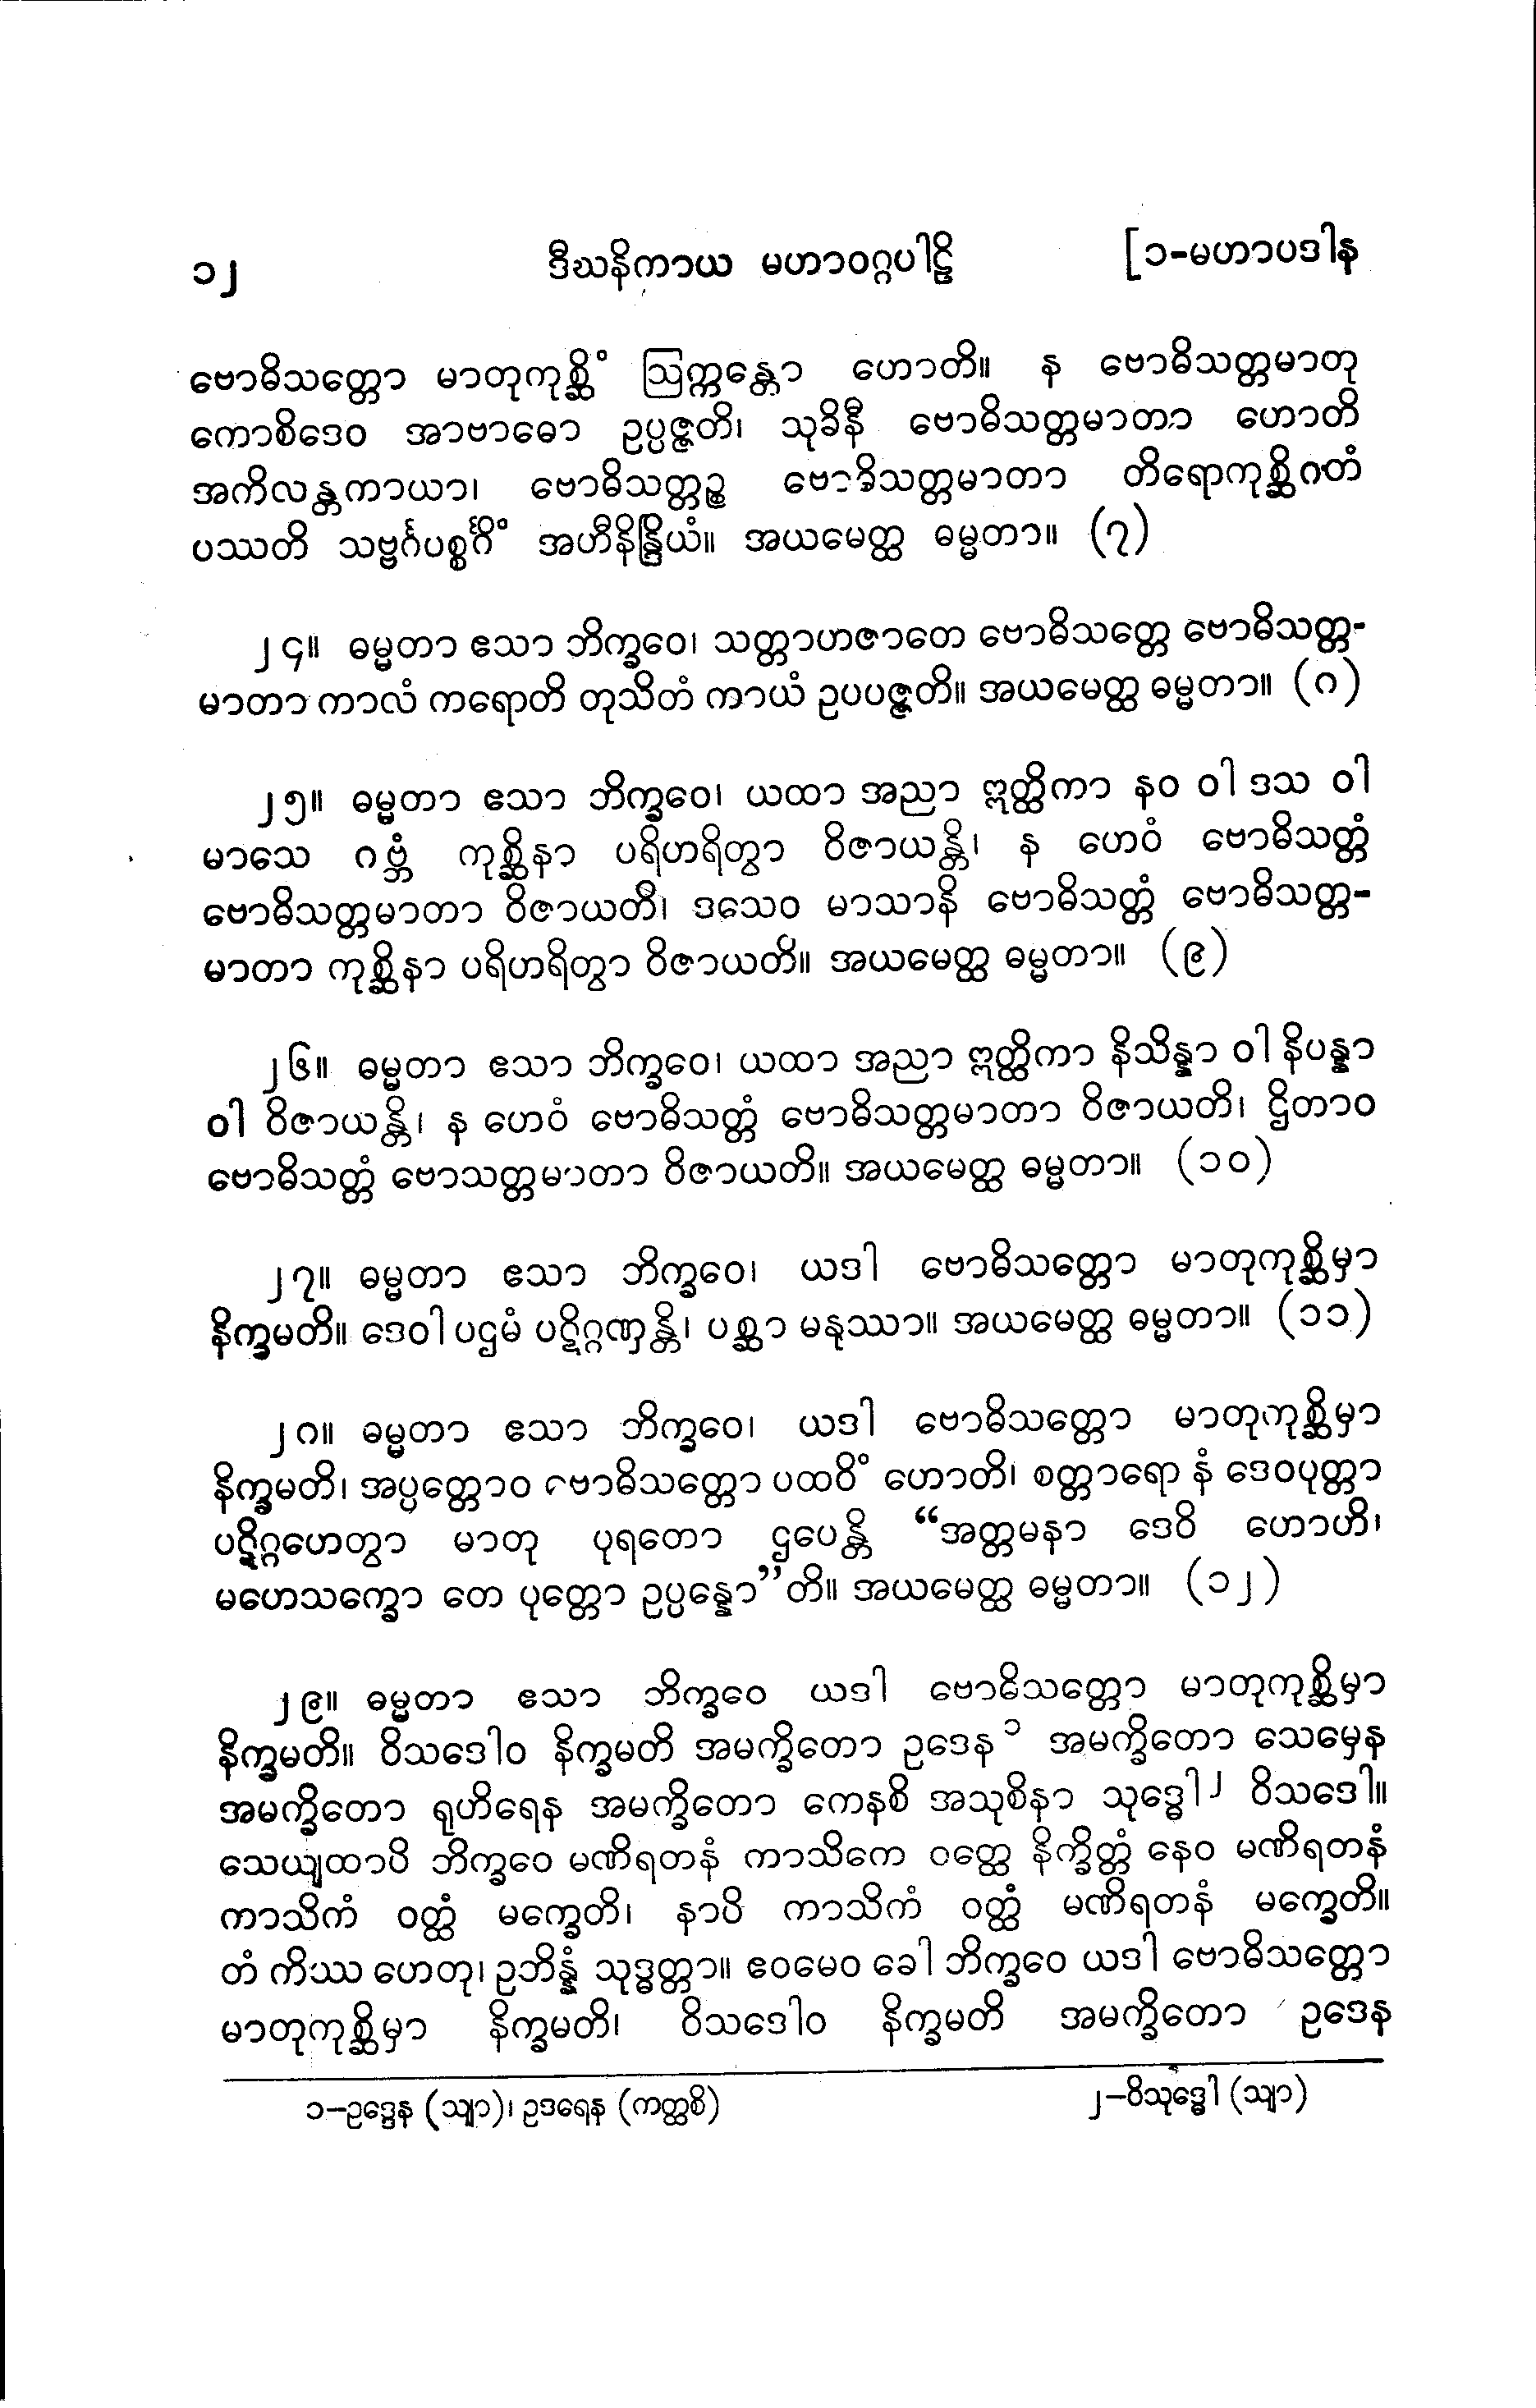 ၁၂ ဒီဃနိကာယ မဟာဝဂ္ဂပါဠိ [၁-မဟာပဒါန
ဗောဓိသတ္တော မာတုကုစ္ဆိံ ဩက္ကန္တော ဟောတိ။ န ဗောဓိသတ္တမာတု
ကောစိဒေဝ အာဗာဓော ဥပ္ပဇ္ဇတိ၊ သုခိနီ ဗောဓိသတ္တမာတာ ဟောတိ
အကိလန္တကာယာ၊ ဗောဓိသတ္တဉ္စ ဗောဓိသတ္တမာတာ တိရောကုစ္ဆိဂတံ
ပဿတိ သဗ္ဗင်္ဂပစ္စင်္ဂိံ အဟီနိန္ဒြိယံ။ အယမေတ္ထ ဓမ္မတာ။ (၇)
၂၄။ ဓမ္မတာ ဧသာ ဘိက္ခဝေ၊ သတ္တာဟဇာတေ ဗောဓိသတ္တေ ဗောဓိသတ္တ-
မာတာ ကာလံ ကရောတိ တုသိတံ ကာယံ ဥပပဇ္ဇတိ။ အယမေတ္ထ ဓမ္မတာ။ (၈)
၂၅။ ဓမ္မတာ ဧသာ ဘိက္ခဝေ၊ ယထာ အညာ ဣတ္ထိကာ နဝ ဝါ ဒသ ဝါ
မာသေ ဂဗ္ဘံ ကုစ္ဆိနာ ပရိဟရိတွာ ဝိဇာယန္တိ၊ န ဟေဝံ ဗောဓိသတ္တံ
ဗောဓိသတ္တမာတာ ဝိဇာယတိ၊ ဒသေဝ မာသာနိ ဗောဓိသတ္တံ ဗောဓိသတ္တ-
မာတာ ကုစ္ဆိနာ ပရိဟရိတွာ ဝိဇာယတိ။ အယမေတ္ထ ဓမ္မတာ။ (၉)
၂၆။ ဓမ္မတာ ဧသာ ဘိက္ခဝေ၊ ယထာ အညာ ဣတ္ထိကာ နိသိန္နာ ဝါ နိပန္နာ
ဝါ ဝိဇာယန္တိ၊ န ဟေဝံ ဗောဓိသတ္တံ ဗောဓိသတ္တမာတာ ဝိဇာယတိ၊ ဌိတာဝ
ဗောဓိသတ္တံ ဗောသတ္တမာတာ ဝိဇာယတိ။ အယမေတ္ထ ဓမ္မတာ။ (၁၀)
၂၇။ ဓမ္မတာ ဧသာ ဘိက္ခဝေ၊ ယဒါ ဗောဓိသတ္တော မာတုကုစ္ဆိမှာ
နိက္ခမတိ။ ဒေဝါ ပဌမံ ပဋိဂ္ဂဏှန္တိ၊ ပစ္ဆာ မနုဿာ။ အယမေတ္ထ ဓမ္မတာ။ (၁၁)
၂၈။ ဓမ္မတာ ဧသာ ဘိက္ခဝေ၊ ယဒါ ဗောဓိသတ္တော မာတုကုစ္ဆိမှာ
နိက္ခမတိ၊ အပ္ပတ္တောဝ ဗောဓိသတ္တော ပထဝိံ ဟောတိ၊ စတ္တာရော နံ ဒေဝပုတ္တာ
ပဋိဂ္ဂဟေတွာ မာတု ပုရတော ဌပေန္တိ “အတ္တမနာ ဒေဝိ ဟောဟိ၊
မဟေသက္ခော တေ ပုတ္တော ဥပ္ပန္နော”တိ။ အယမေတ္ထ ဓမ္မတာ။ (၁၂)
၂၉။ ဓမ္မတာ ဧသာ ဘိက္ခဝေ ယဒါ ဗောဓိသတ္တော မာတုကုစ္ဆိမှာ
နိက္ခမတိ။ ဝိသဒေါဝ နိက္ခမတိ အမက္ခိတော ဥဒေန ၁ အမက္ခိတော သေမှေန
အမက္ခိတော ရုဟိရေန အမက္ခိတော ကေနစိ အသုစိနာ သုဒ္ဓေါ ၂ ဝိသဒေါ။
သေယျထာပိ ဘိက္ခဝေ မဏိရတနံ ကာသိကေ ဝတ္ထေ နိက္ခိတ္တံ နေဝ မဏိရတနံ
ကာသိကံ ဝတ္ထံ မက္ခေတိ၊ နာပိ ကာသိကံ ဝတ္ထံ မဏိရတနံ မက္ခေတိ။
တံ ကိဿ ဟေတု၊ ဥဘိန္နံ သုဒ္ဓတ္တာ။ ဧဝမေဝ ခေါ ဘိက္ခဝေ ယဒါ ဗောဓိသတ္တော
မာတုကုစ္ဆိမှာ နိက္ခမတိ၊ ဝိသဒေါဝ နိက္ခမတိ အမက္ခိတော ဥဒေန
၁-ဥဒ္ဒေန (သျာ)၊ ဥဒရေန (ကတ္ထစိ) ၂-ဝိသုဒ္ဓေါ (သျာ)